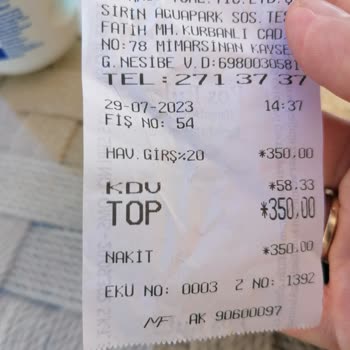 ŞİRİN AQUAPARK SOS.TE
FATİH MH.KURBANLI CAD.
NO:78 MİMARSİNAN KAYSE
G.NESİBE V.D:6980030581
TEL:271 37 37
29-07-2023 14:37
FİŞ NO: 54
HAV.GİRŞ%20 *350,00
KDV *58,33
TOP *350,00
NAKİT *350,00
EKU NO: 0003 Z NO: 1392
MF AK 90600097